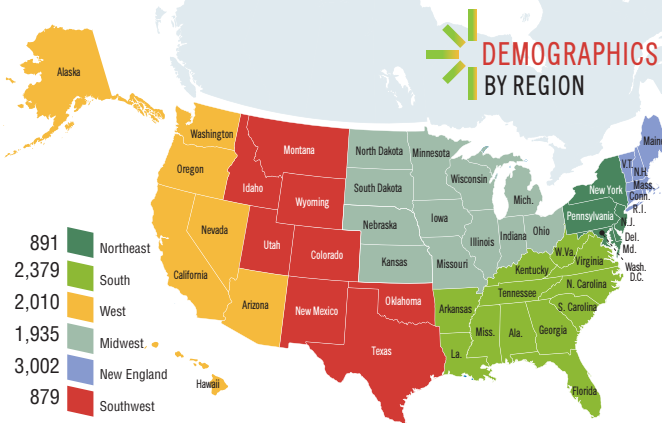 DEMOGRAPHICS
BY REGION
Alaska
Washington
Oregon
Nevada
California
Arizona
Hawaii
Montana
Idaho
Wyoming
Utah
Colorado
New Mexico
Oklahoma
Texas
North Dakota
South Dakota
Nebraska
Kansas
Minnesota
Iowa
Missouri
Wisconsin
Illinois
Mich.
Indiana
Ohio
Kentucky
W.Va.
Virginia
Tennessee
N. Carolina
S. Carolina
Arkansas
Miss.
Ala.
Georgia
La.
Florida
Maine
V.T.
N.H.
Mass.
Conn.
R.I.
New York
Pennsylvania
N.J.
Del.
Md.
Wash.
D.C.
891 Northeast
2,379 South
2,010 West
1,935 Midwest
3,002 New England
879 Southwest